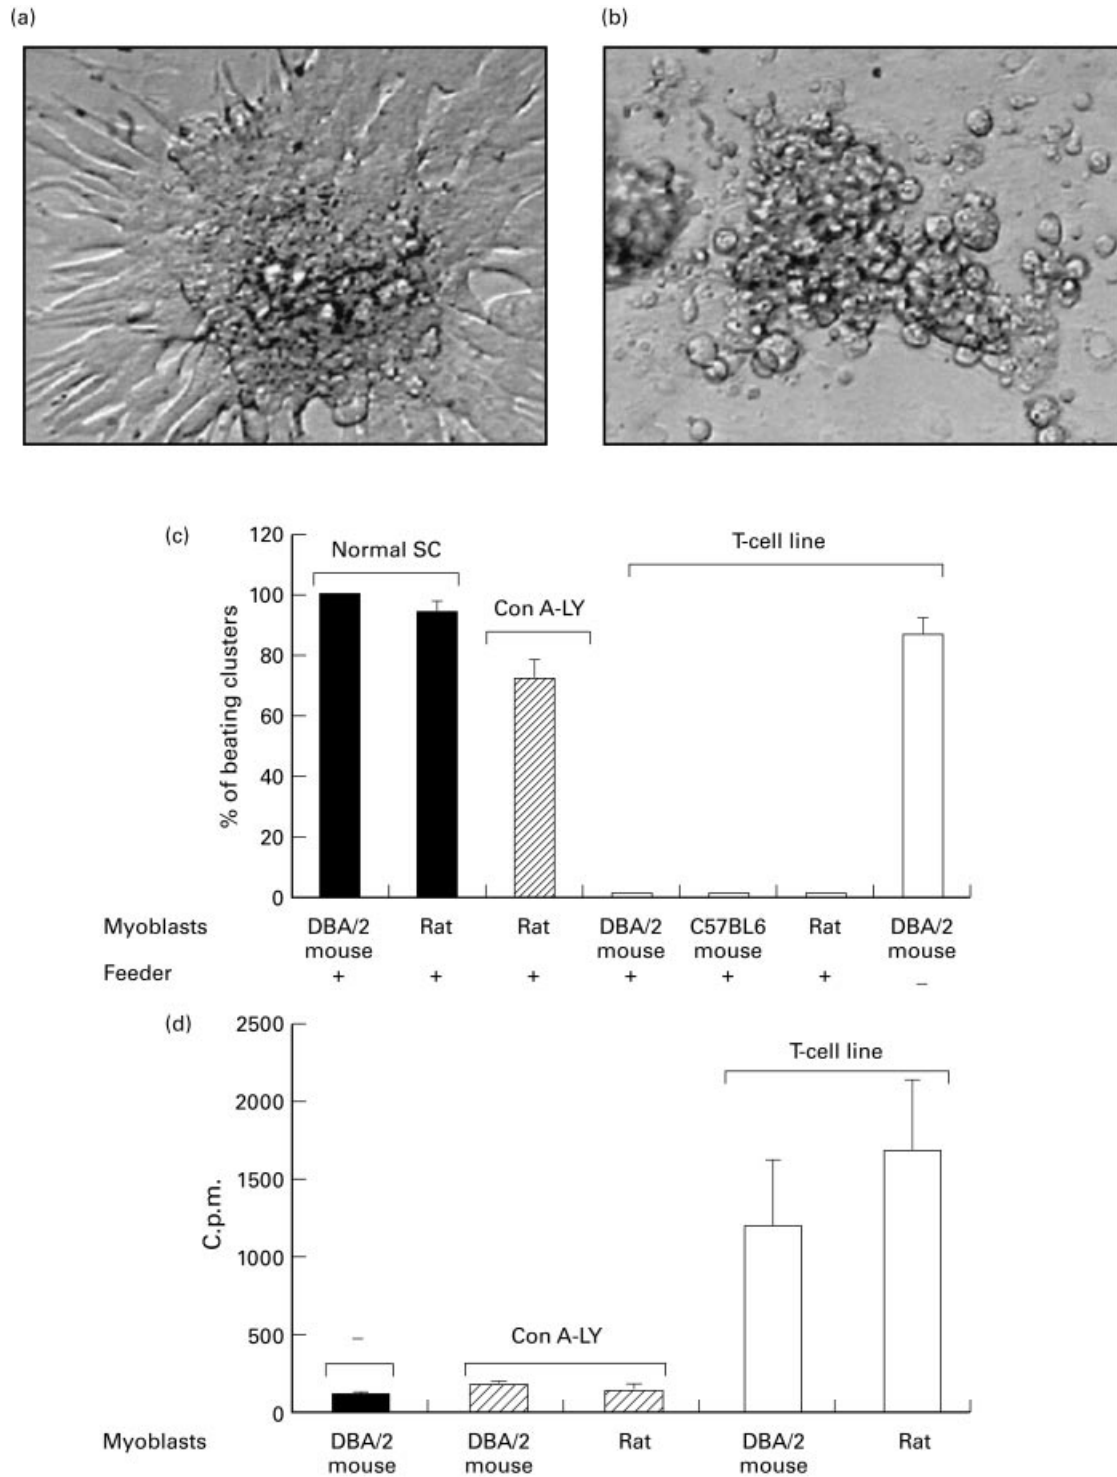 (a)
(b)
(c)
120
100
80
60
40
20
0
% of beating clusters
Normal SC
Con A-LY
T-cell line
Myoblasts DBA/2 Rat Rat DBA/2 C57BL6 Rat DBA/2
mouse mouse mouse mouse
Feeder + + + + + + –
(d)
2500
2000
1500
1000
500
0
C.p.m.
–
Con A-LY
T-cell line
Myoblasts DBA/2 DBA/2 Rat DBA/2 Rat
mouse mouse mouse